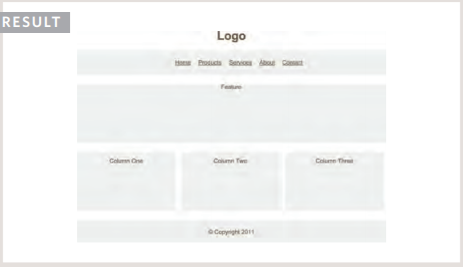 RESULT
Logo
Home Products Services About Contact
Feature
Column One Column Two Column Three
© Copyright 2011